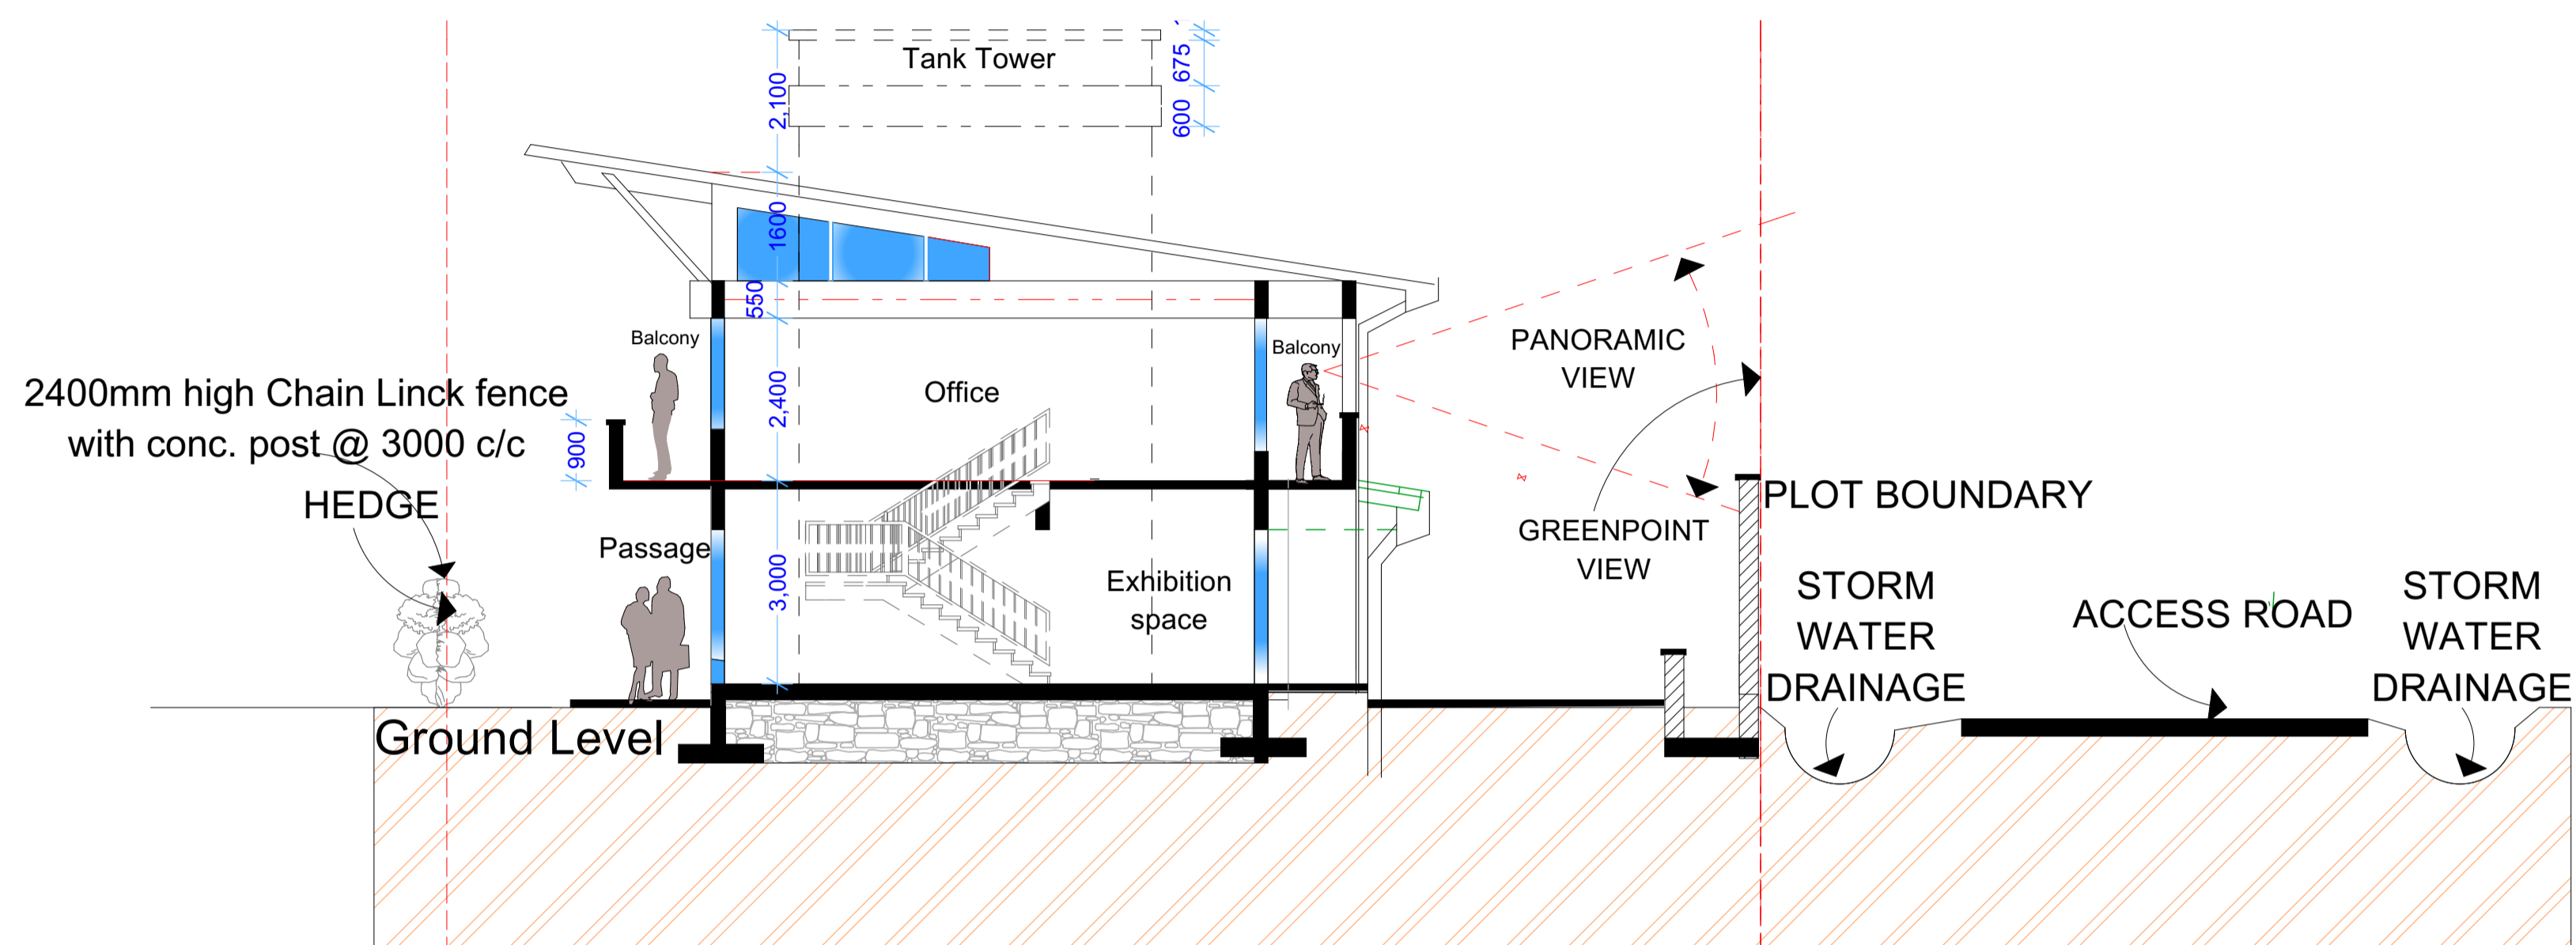 Tank Tower
675
600
2,100
1600
550
2,400
3,000
900
Balcony
Balcony
Office
2400mm high Chain Linck fence
with conc. post @ 3000 c/c
HEDGE
Passage
Exhibition
space
Ground Level
PANORAMIC
VIEW
GREENPOINT
VIEW
PLOT BOUNDARY
STORM
WATER
DRAINAGE
ACCESS ROAD
STORM
WATER
DRAINAGE